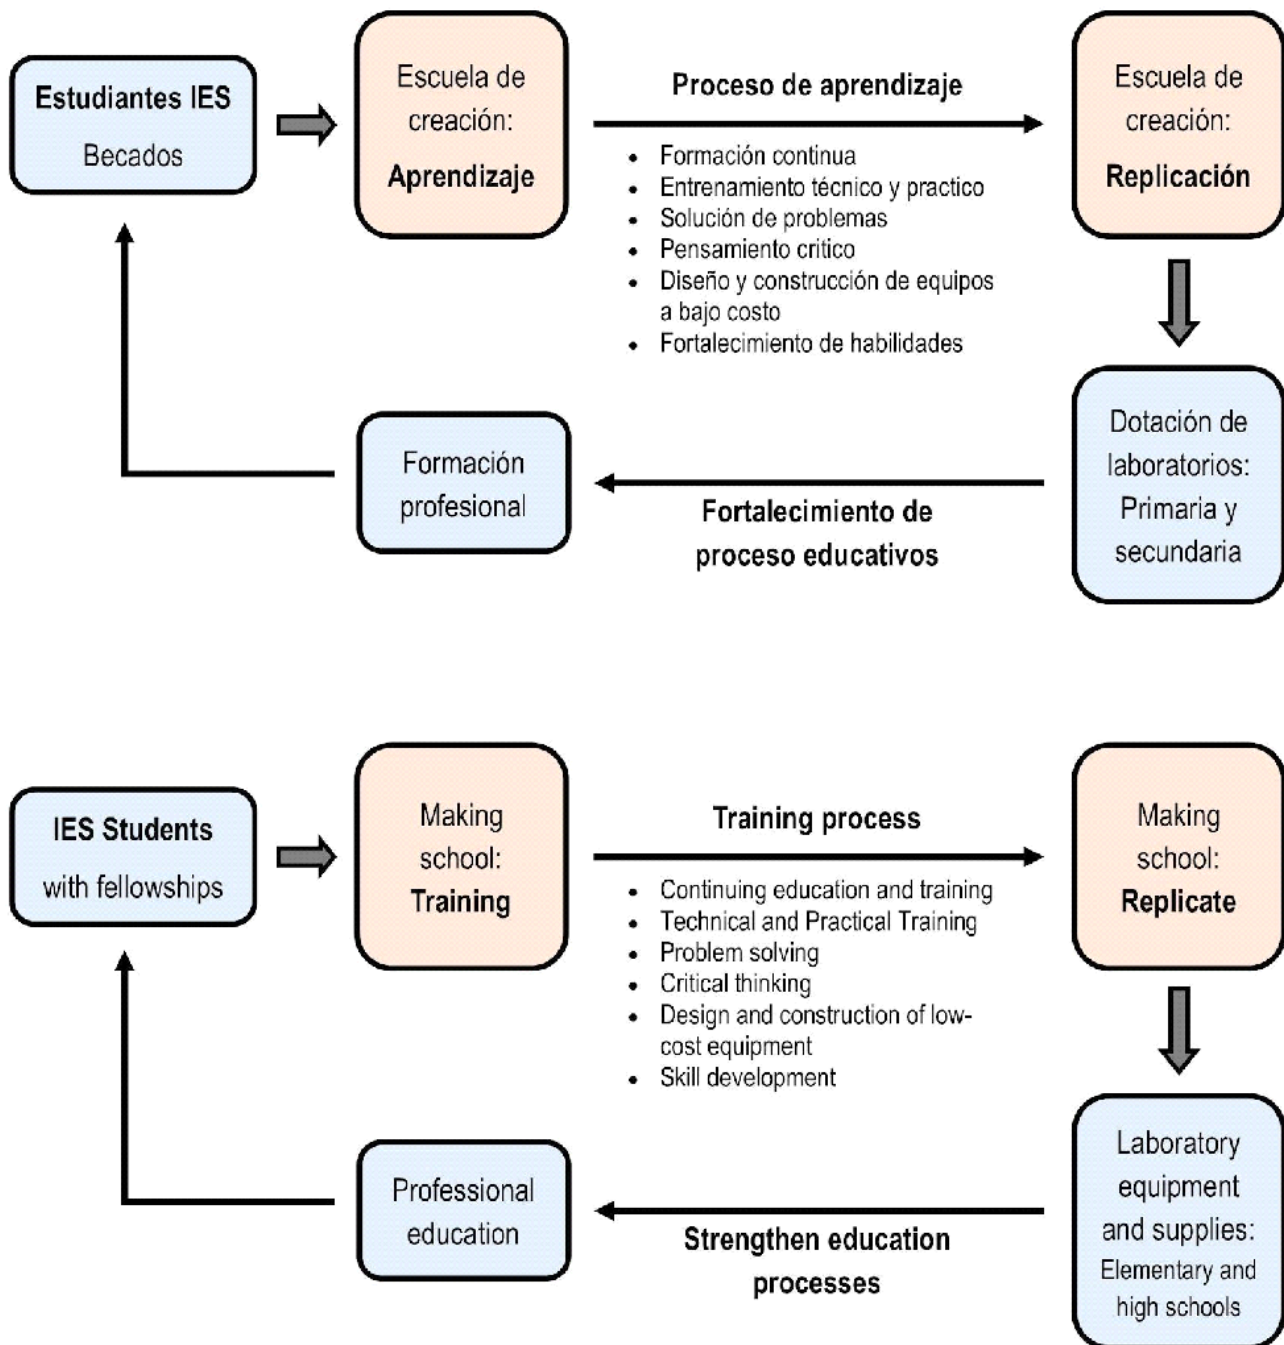 Estudiantes IES
Becados
Escuela de
creación:
Aprendizaje
Proceso de aprendizaje
• Formación continua
• Entrenamiento técnico y practico
• Solución de problemas
• Pensamiento critico
• Diseño y construcción de equipos
a bajo costo
• Fortalecimiento de habilidades
Escuela de
creación:
Replicación
Dotación de
laboratorios:
Primaria y
secundaria
Fortalecimiento de
proceso educativos
Formación
profesional
IES Students
with fellowships
Making
school:
Training
Training process
• Continuing education and training
• Technical and Practical Training
• Problem solving
• Critical thinking
• Design and construction of low-
cost equipment
• Skill development
Making
school:
Replicate
Laboratory
equipment
and supplies:
Elementary and
high schools
Strengthen education
processes
Professional
education